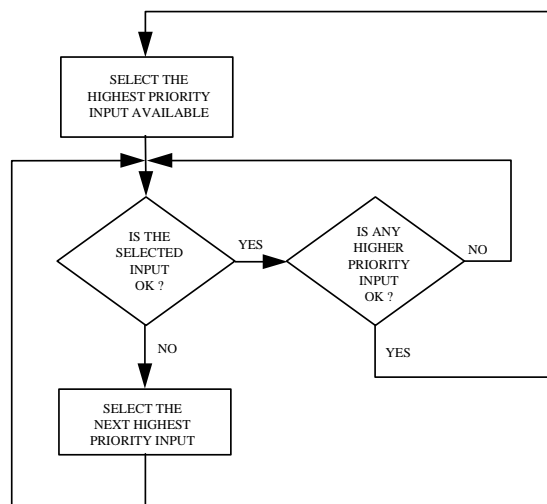 SELECT THE
HIGHEST PRIORITY
INPUT AVAILABLE
IS THE
SELECTED
INPUT
OK ?
YES
IS ANY
HIGHER
PRIORITY
INPUT
OK ?
NO
NO
YES
SELECT THE
NEXT HIGHEST
PRIORITY INPUT